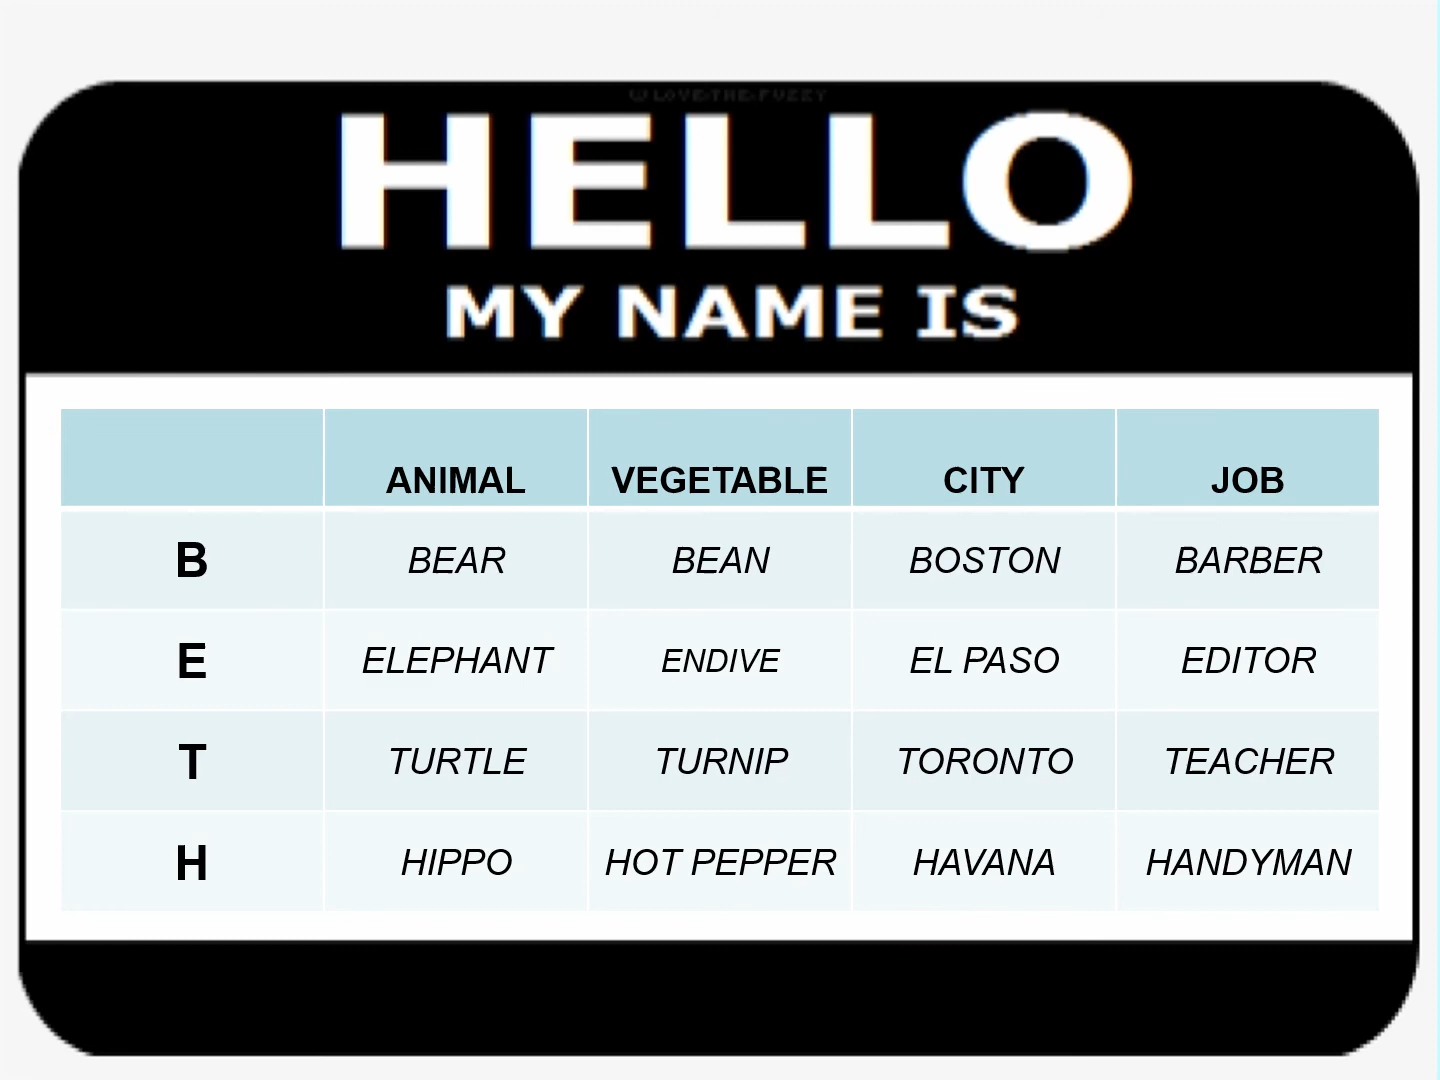 HELLO
MY NAME IS
ANIMAL VEGETABLE CITY JOB
B BEAR BEAN BOSTON BARBER
E ELEPHANT ENDIVE EL PASO EDITOR
T TURTLE TURNIP TORONTO TEACHER
H HIPPO HOT PEPPER HAVANA HANDYMAN